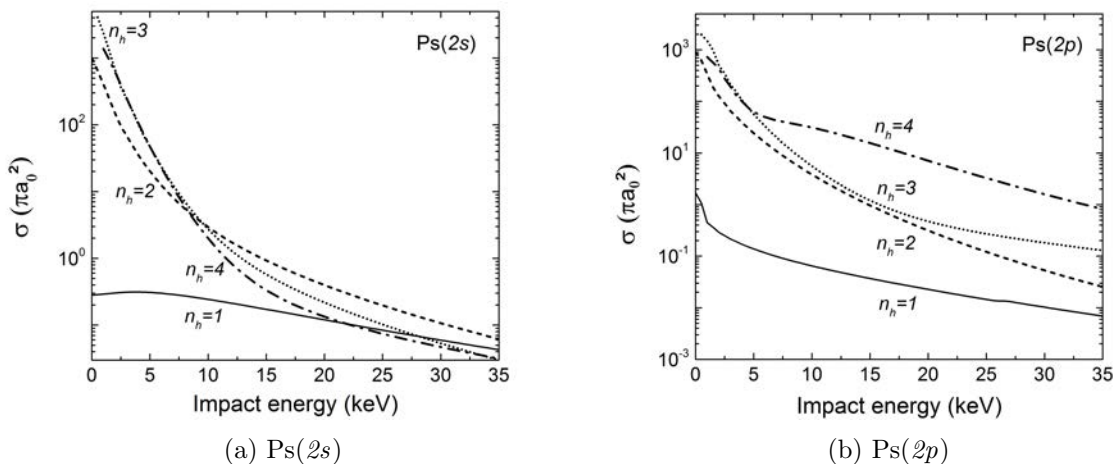 n_h=3
Ps(2s)
10^2
10^0
n_h=2
n_h=4
n_h=1
σ (πa_0^2)
0 5 10 15 20 25 30 35
Impact energy (keV)
(a) Ps(2s)
Ps(2p)
10^3
10^1
10^-1
10^-3
n_h=4
n_h=3
n_h=2
n_h=1
σ (πa_0^2)
0 5 10 15 20 25 30 35
Impact energy (keV)
(b) Ps(2p)